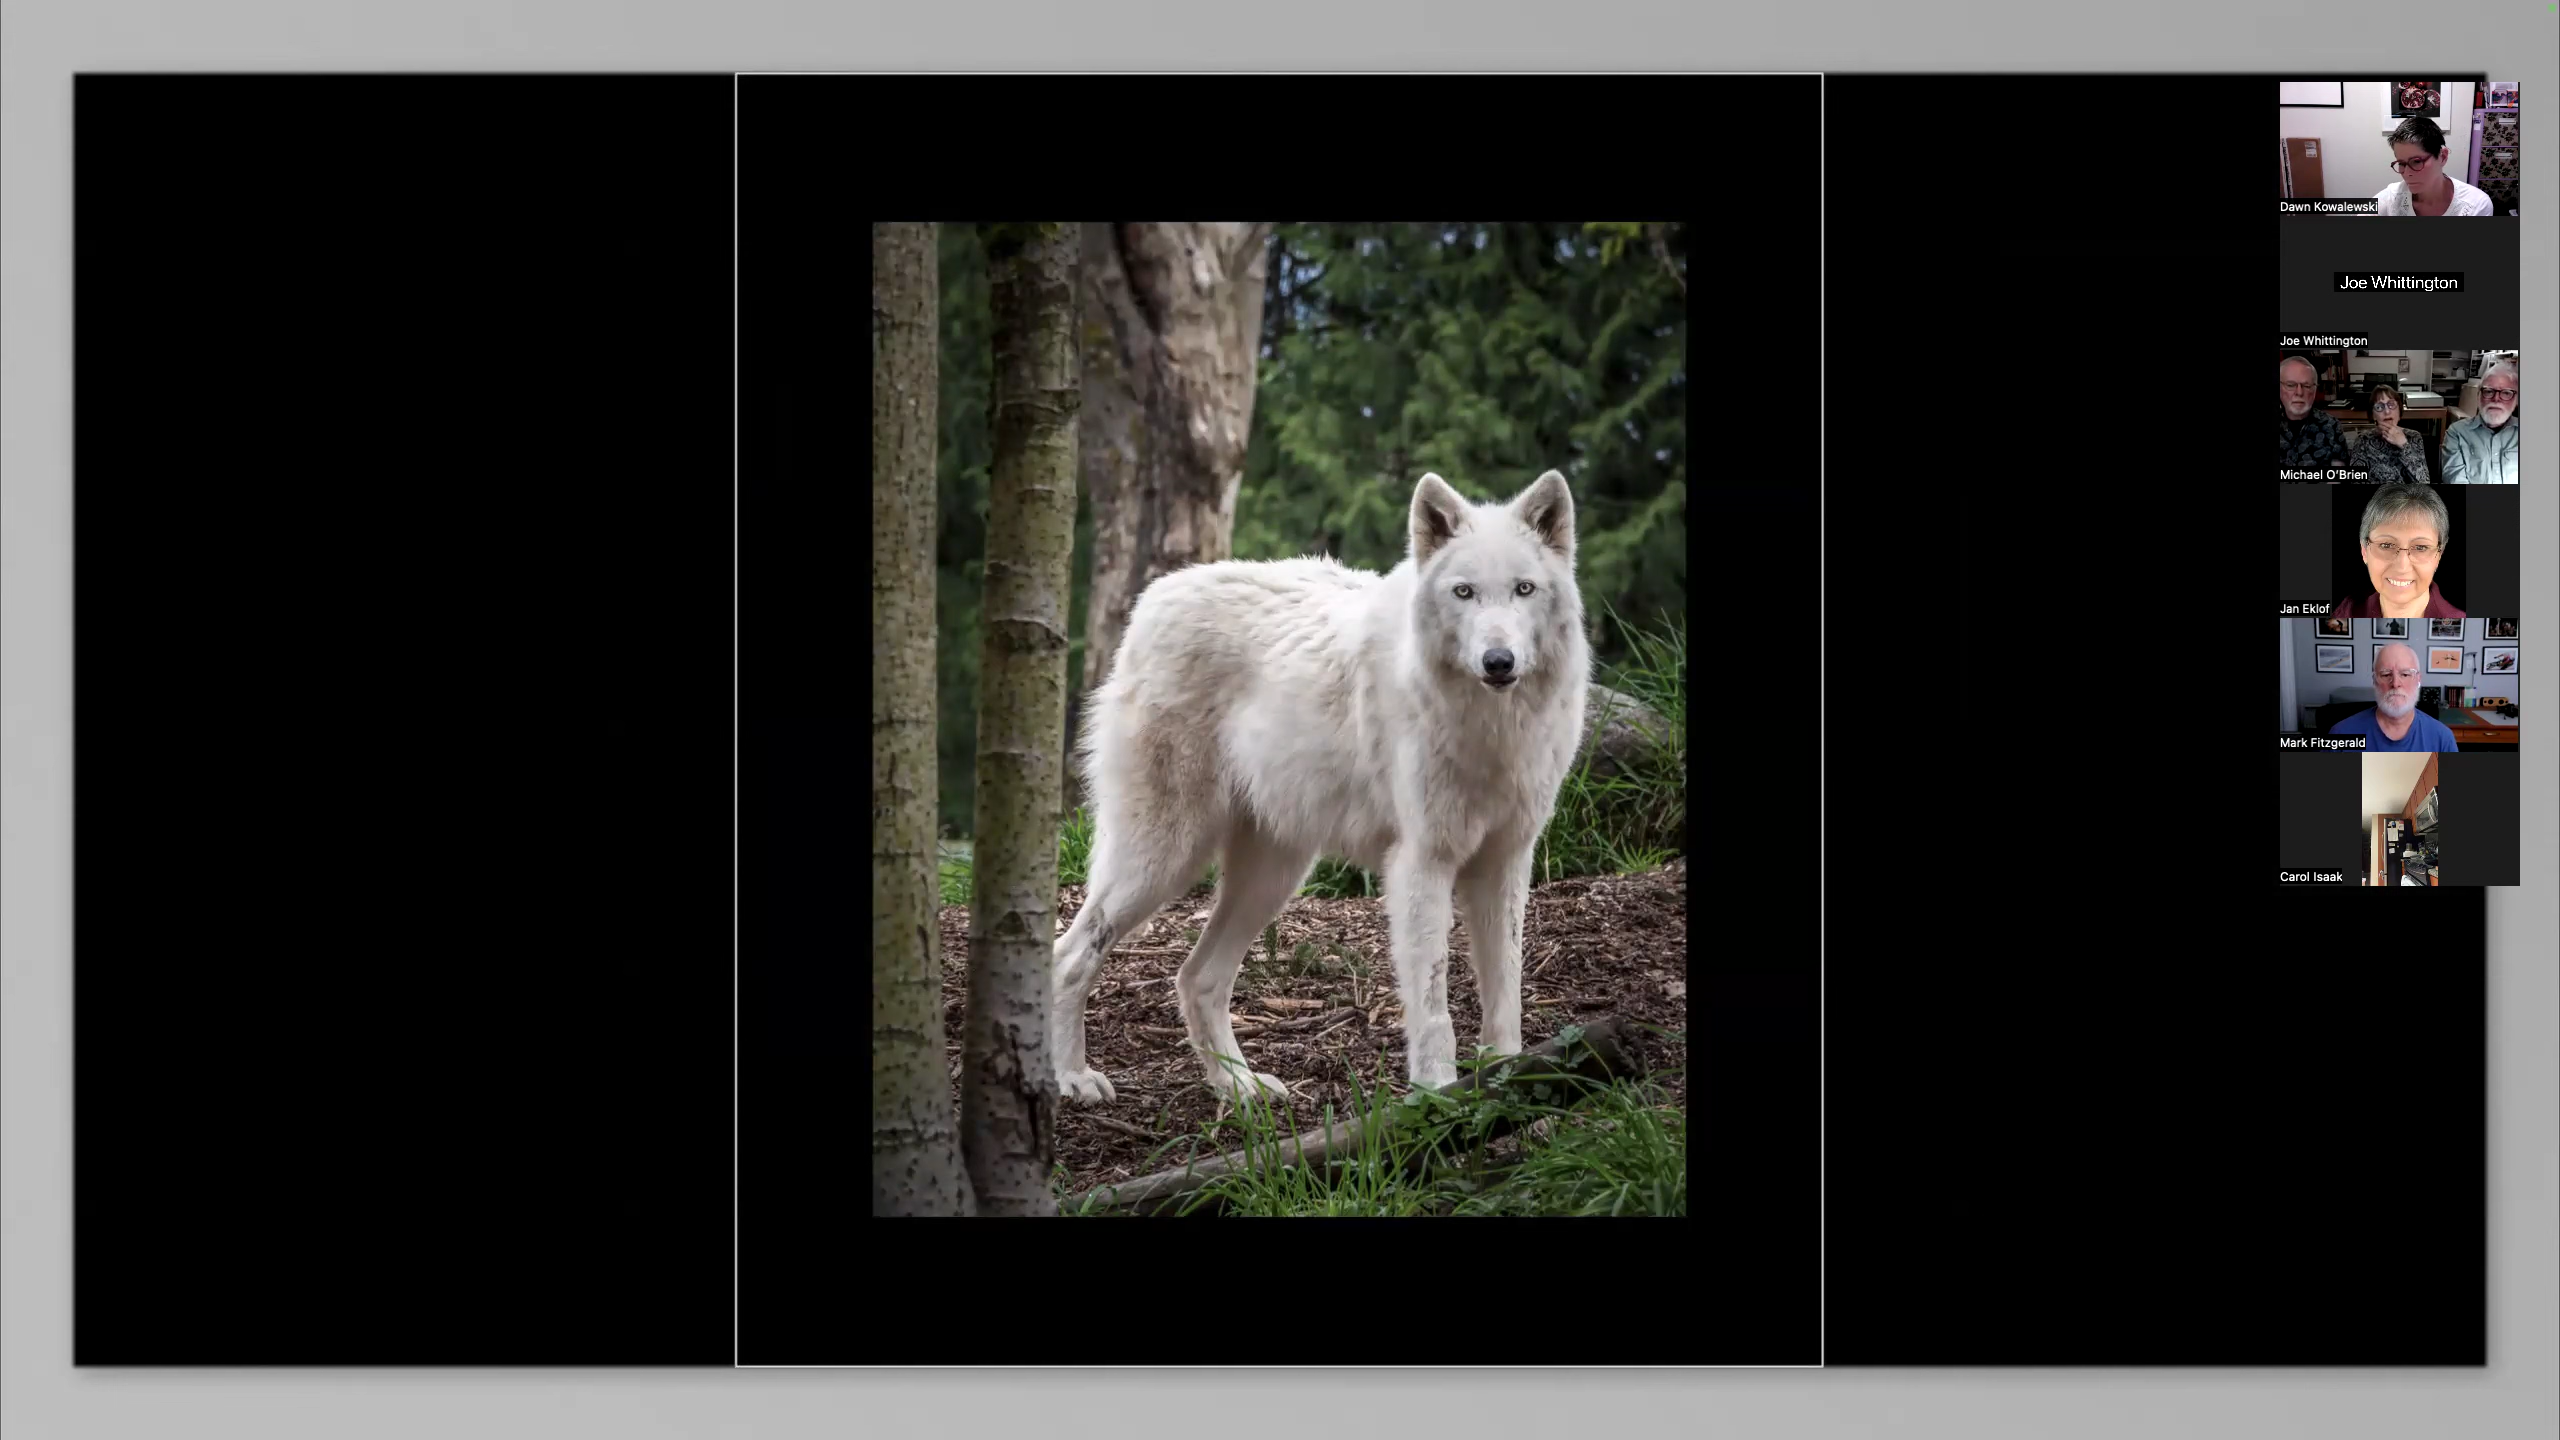 Dawn Kowalewski
Joe Whittington
Joe Whittington
Michael O'Brien
Jan Eklof
Mark Fitzgerald
Carol Isaak